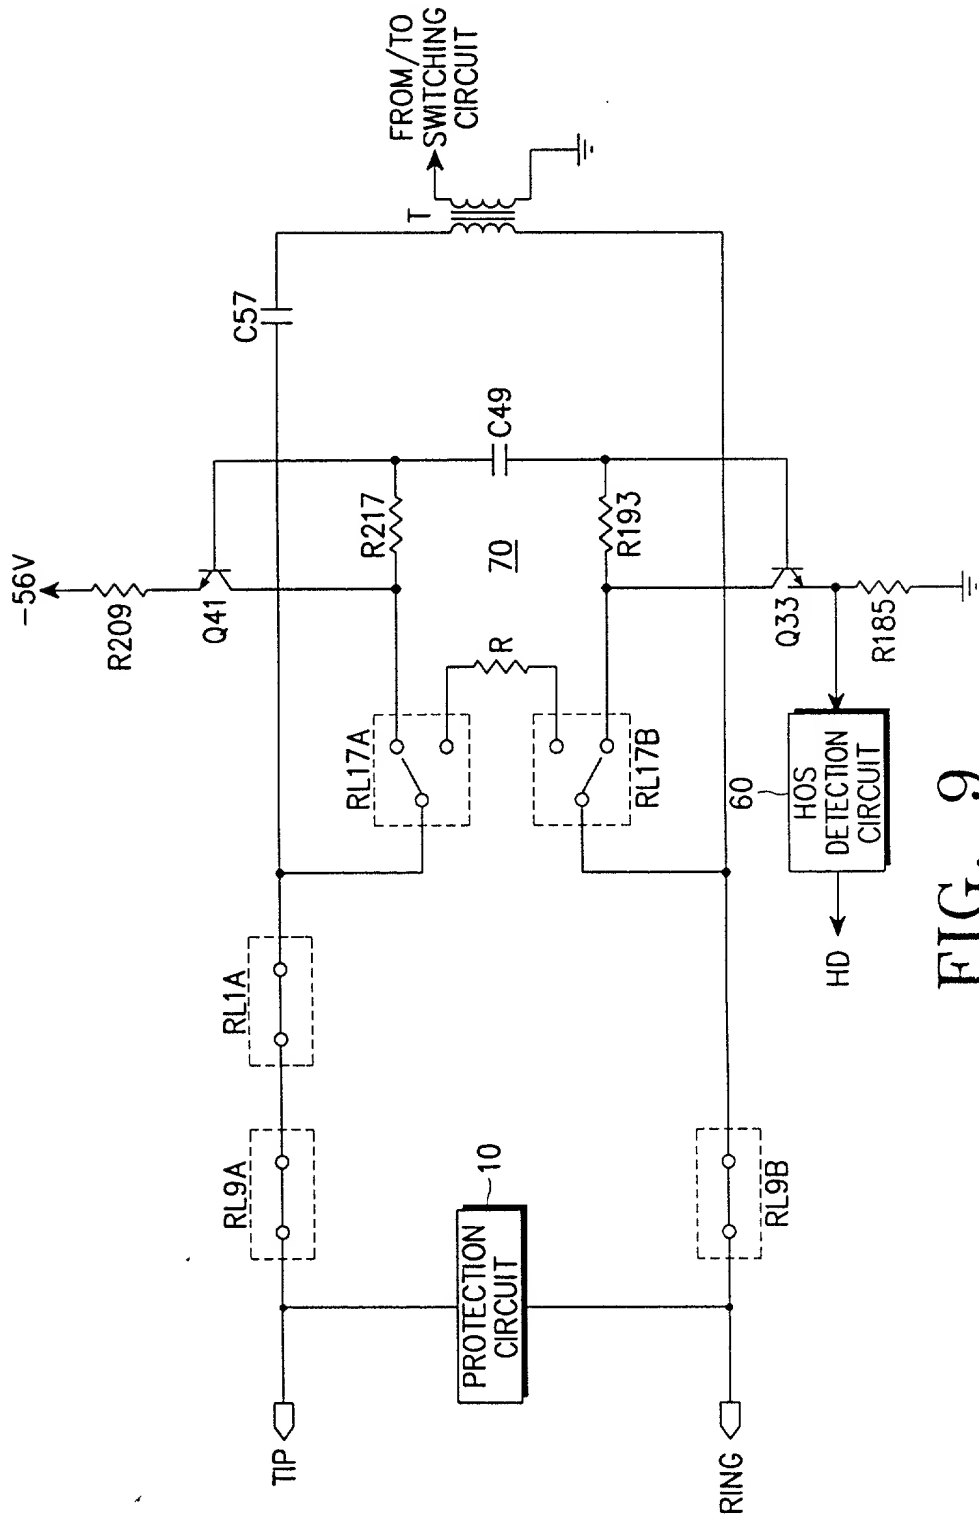 -56V
R209
Q41
C57
T
FROM/TO
SWITCHING
CIRCUIT
RL9A
RL1A
RL17A
R217
C49
R
70
TIP
PROTECTION
CIRCUIT
10
RL17B
R193
RING
RL9B
Q33
R185
60
HOS
DETECTION
CIRCUIT
HD
FIG. 9